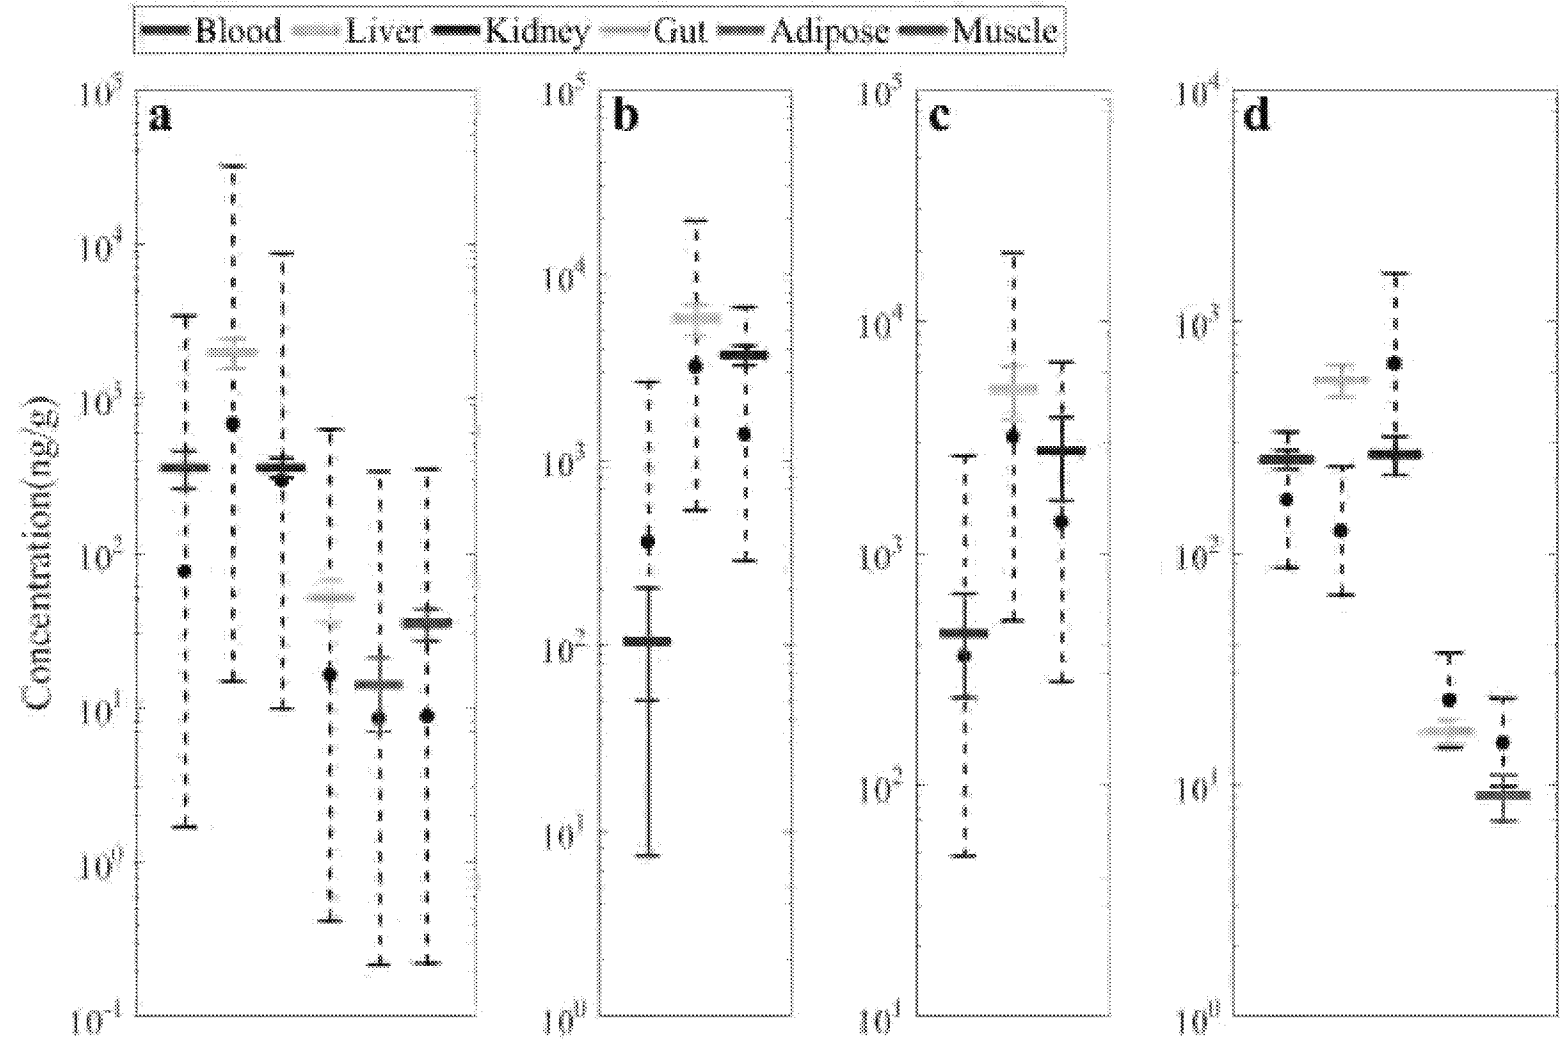 Blood Liver Kidney Gut Adipose Muscle
a b c d
Concentration(ng/g)
10^5 10^4 10^3 10^2 10^1 10^0 10^-1
10^5 10^4 10^3 10^2 10^1 10^0
10^5 10^4 10^3 10^2 10^1
10^4 10^3 10^2 10^1 10^0